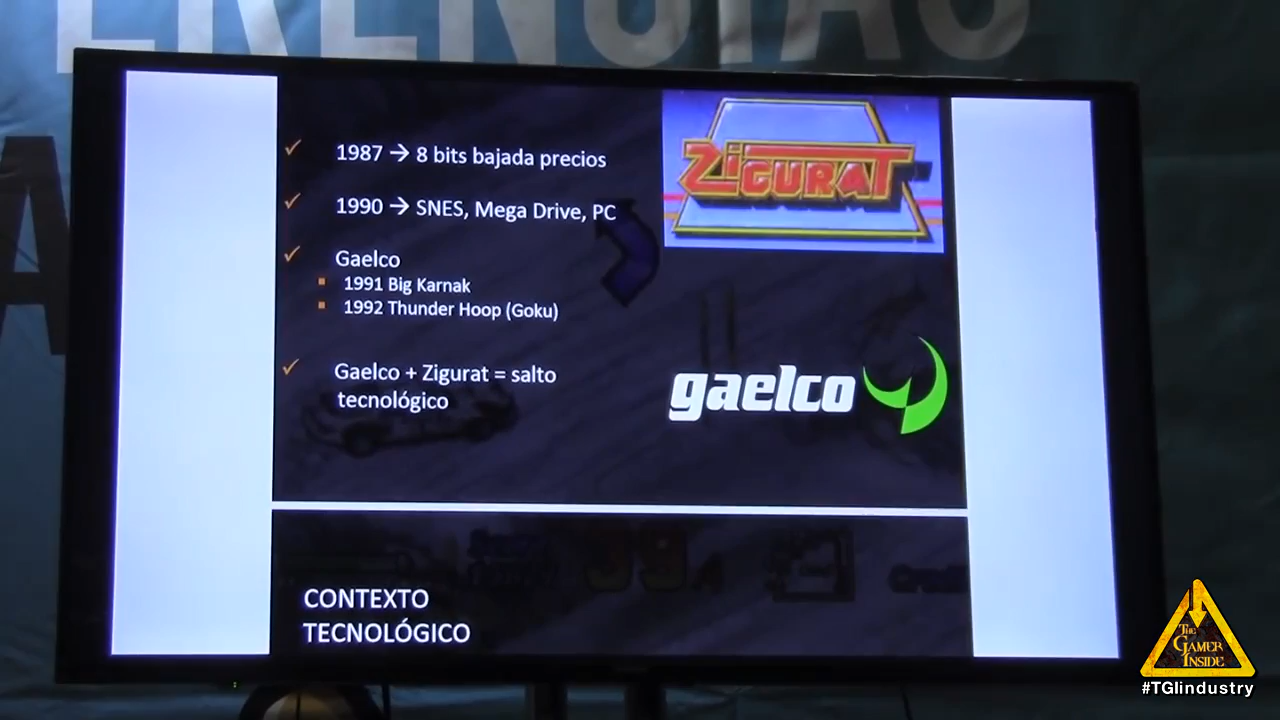 ERENCIAS
1987 → 8 bits bajada precios
1990 → SNES, Mega Drive, PC
Gaelco
1991 Big Karnak
1992 Thunder Hoop (Goku)
Gaelco + Zigurat = salto
tecnológico
ZiGURAT
gaelco
CONTEXTO
TECNOLÓGICO
THE
GAMER
INSIDE
#TGIindustry